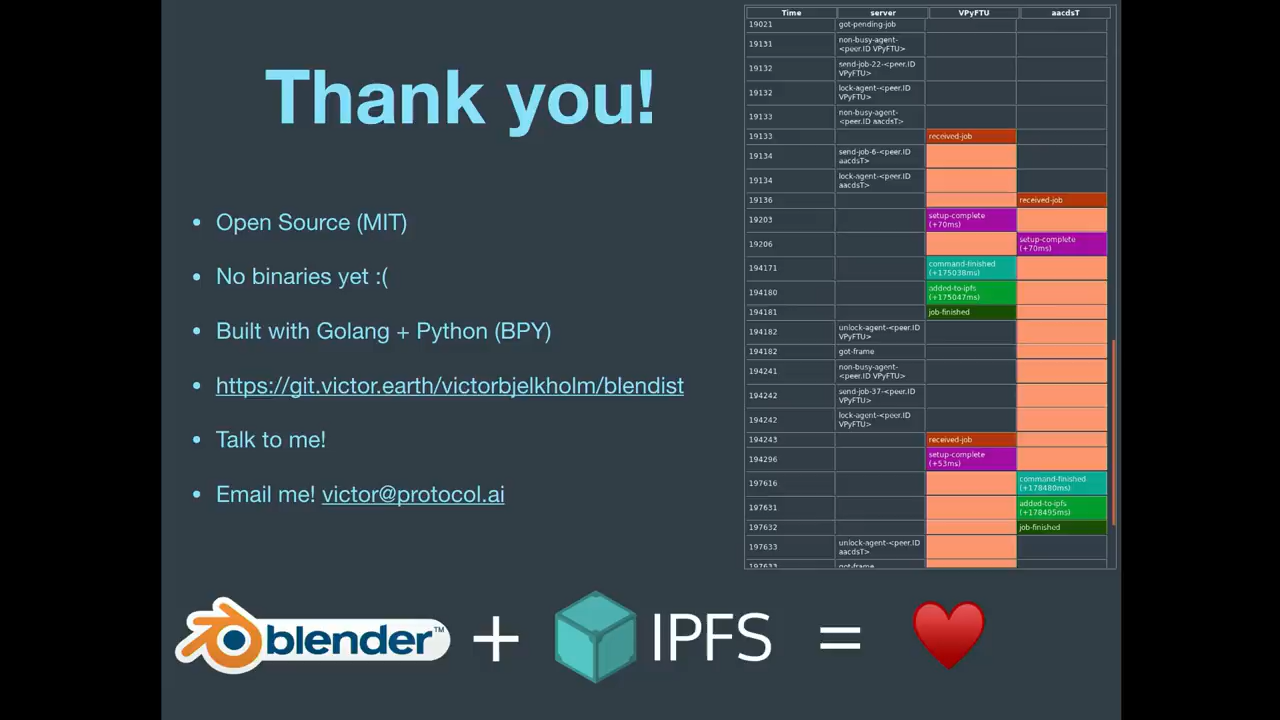 Thank you!
• Open Source (MIT)
• No binaries yet :(
• Built with Golang + Python (BPY)
• https://git.victor.earth/victorbjelkholm/blendist
• Talk to me!
• Email me! victor@protocol.ai
Time server VPyFTU aacdsT
19021 got-pending-job
19131 non-busy-agent-
<peer.ID VPyFTU>
19132 send-job-22-<peer.ID
VPyFTU>
19132 lock-agent-<peer.ID
VPyFTU>
19133 non-busy-agent-
<peer.ID aacdsT>
19133 received-job
19134 send-job-6-<peer.ID
aacdsT>
19134 lock-agent-<peer.ID
aacdsT>
19136 received-job
19203 setup-complete
(+70ms)
19206 setup-complete
(+70ms)
194171 command-finished
(+175038ms)
194180 added-to-ipfs
(+175047ms)
194181 job-finished
194182 unlock-agent-<peer.ID
VPyFTU>
194182 got-frame
194241 non-busy-agent-
<peer.ID VPyFTU>
194242 send-job-37-<peer.ID
VPyFTU>
194242 lock-agent-<peer.ID
VPyFTU>
194243 received-job
194296 setup-complete
(+53ms)
197616 command-finished
(+178480ms)
197631 added-to-ipfs
(+178495ms)
197632 job-finished
197633 unlock-agent-<peer.ID
aacdsT>
197633 got-frame
blender™ + IPFS =